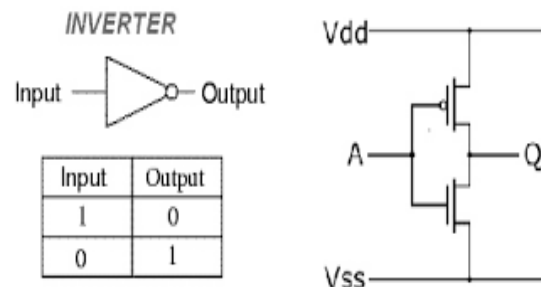 INVERTER
Input Output
Input Output
1 0
0 1
Vdd
A Q
Vss